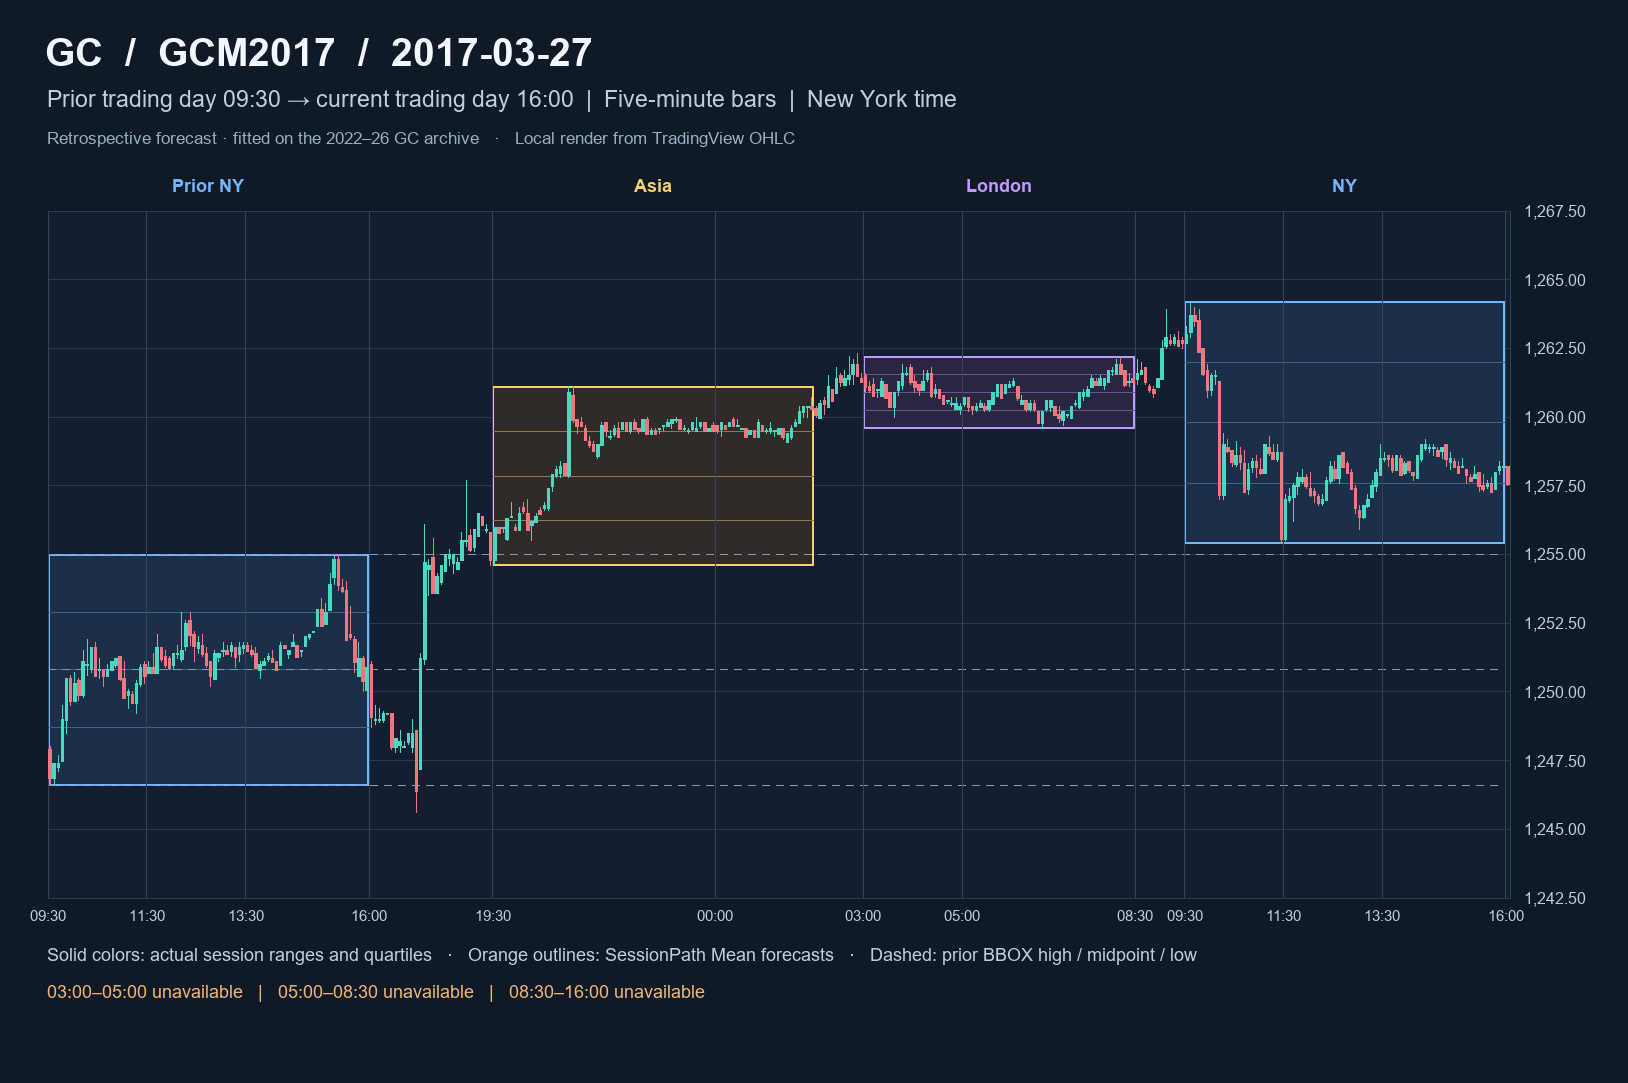 GC / GCM2017 / 2017-03-27
Prior trading day 09:30 → current trading day 16:00 | Five-minute bars | New York time
Retrospective forecast · fitted on the 2022–26 GC archive · Local render from TradingView OHLC
Prior NY Asia London NY
1,267.50
1,265.00
1,262.50
1,260.00
1,257.50
1,255.00
1,252.50
1,250.00
1,247.50
1,245.00
1,242.50
09:30 11:30 13:30 16:00 19:30 00:00 03:00 05:00 08:30 09:30 11:30 13:30 16:00
Solid colors: actual session ranges and quartiles · Orange outlines: SessionPath Mean forecasts · Dashed: prior BBOX high / midpoint / low
03:00–05:00 unavailable | 05:00–08:30 unavailable | 08:30–16:00 unavailable